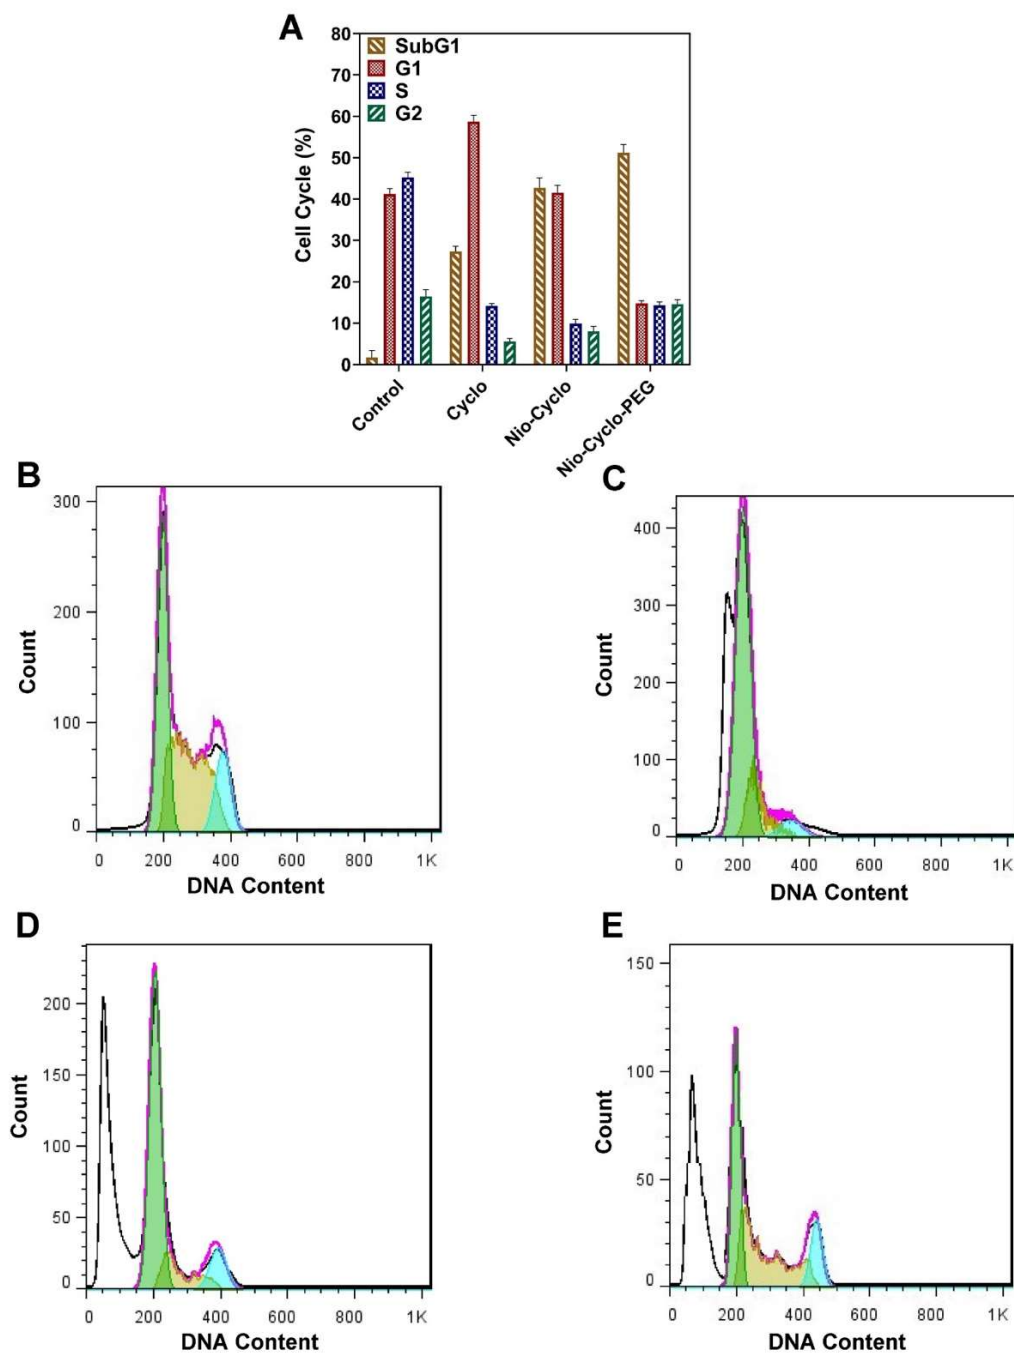 A
80
70
60
50
40
30
20
10
0
Cell Cycle (%)
SubG1
G1
S
G2
Control
Cyclo
Nio-Cyclo
Nio-Cyclo-PEG
B
300
200
100
0
Count
0 200 400 600 800 1K
DNA Content
C
400
300
200
100
0
Count
0 200 400 600 800 1K
DNA Content
D
200
150
100
50
0
Count
0 200 400 600 800 1K
DNA Content
E
150
100
50
0
Count
0 200 400 600 800 1K
DNA Content